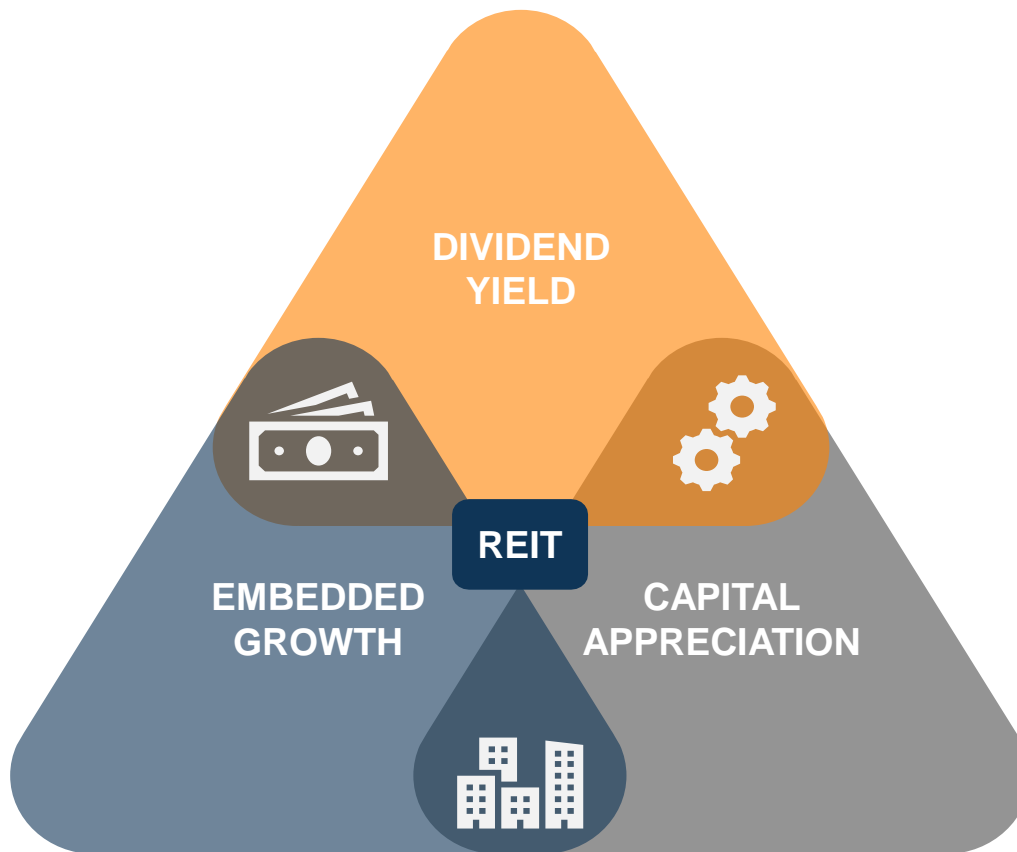 DIVIDEND
YIELD
REIT
EMBEDDED
GROWTH
CAPITAL
APPRECIATION